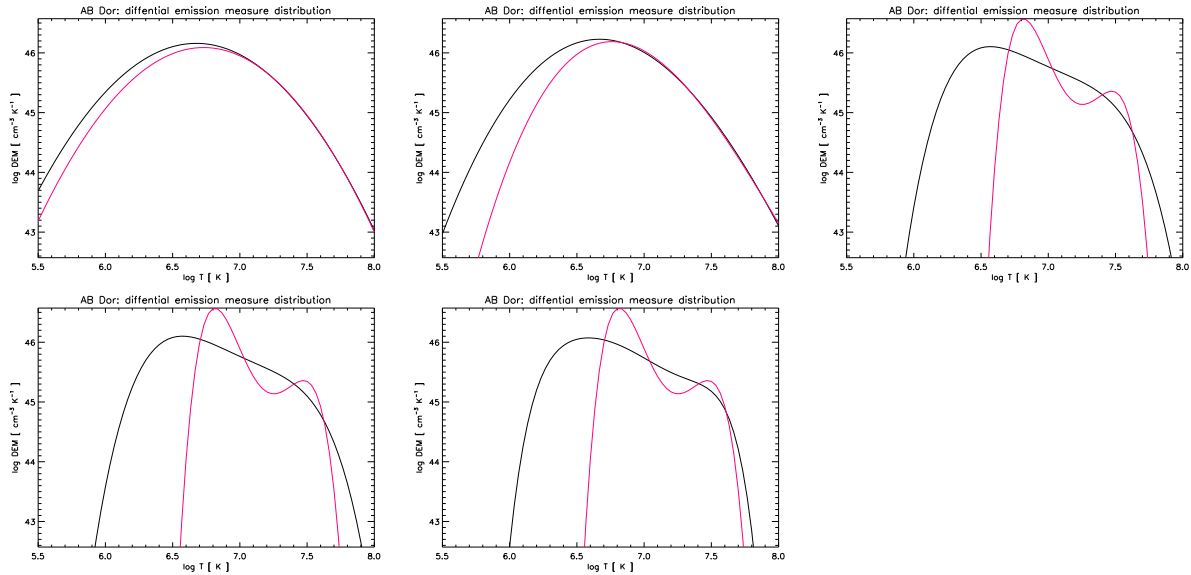 AB Dor: diffential emission measure distribution
log DEM [ cm⁻³ K⁻¹ ]
46
45
44
43
5.5 6.0 6.5 7.0 7.5 8.0
log T [ K ]
AB Dor: diffential emission measure distribution
log DEM [ cm⁻³ K⁻¹ ]
46
45
44
43
5.5 6.0 6.5 7.0 7.5 8.0
log T [ K ]
AB Dor: diffential emission measure distribution
log DEM [ cm⁻³ K⁻¹ ]
46
45
44
43
5.5 6.0 6.5 7.0 7.5 8.0
log T [ K ]
AB Dor: diffential emission measure distribution
log DEM [ cm⁻³ K⁻¹ ]
46
45
44
43
5.5 6.0 6.5 7.0 7.5 8.0
log T [ K ]
AB Dor: diffential emission measure distribution
log DEM [ cm⁻³ K⁻¹ ]
46
45
44
43
5.5 6.0 6.5 7.0 7.5 8.0
log T [ K ]